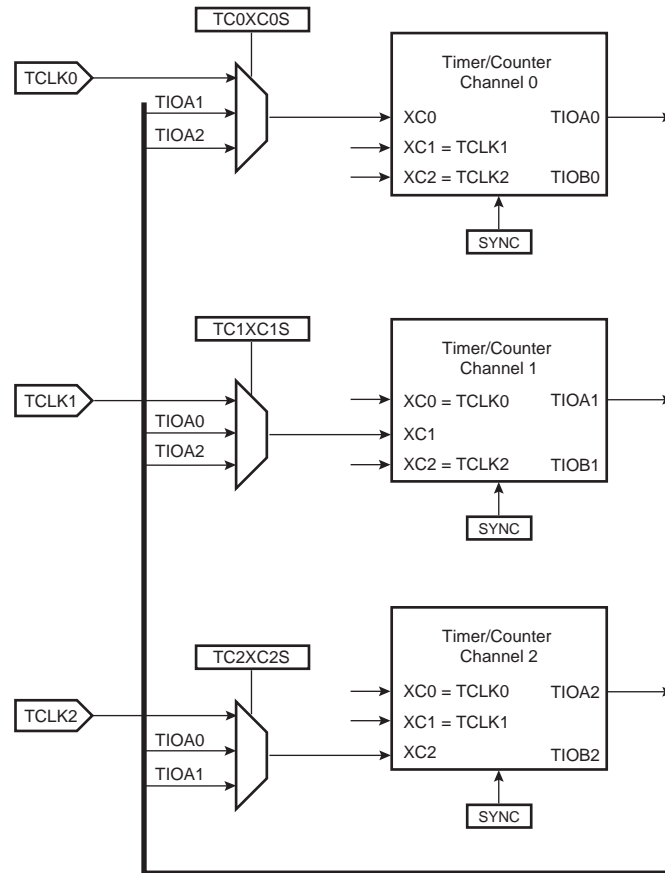 TC0XC0S
TCLK0
TIOA1
TIOA2
Timer/Counter
Channel 0
XC0
TIOA0
XC1 = TCLK1
XC2 = TCLK2
TIOB0
SYNC
TC1XC1S
TCLK1
TIOA0
TIOA2
Timer/Counter
Channel 1
XC0 = TCLK0
TIOA1
XC1
XC2 = TCLK2
TIOB1
SYNC
TC2XC2S
TCLK2
TIOA0
TIOA1
Timer/Counter
Channel 2
XC0 = TCLK0
TIOA2
XC1 = TCLK1
XC2
TIOB2
SYNC